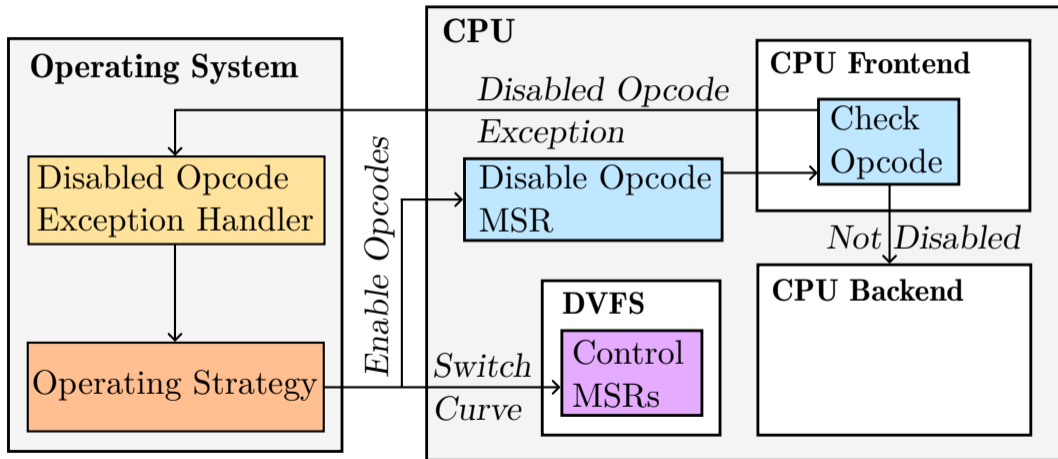 CPU
Operating System
CPU Frontend
Disabled Opcode
Exception
Check
Opcode
Disabled Opcode
Exception Handler
Disable Opcode
MSR
Enable Opcodes
Not Disabled
CPU Backend
DVFS
Control
MSRs
Operating Strategy
Switch
Curve